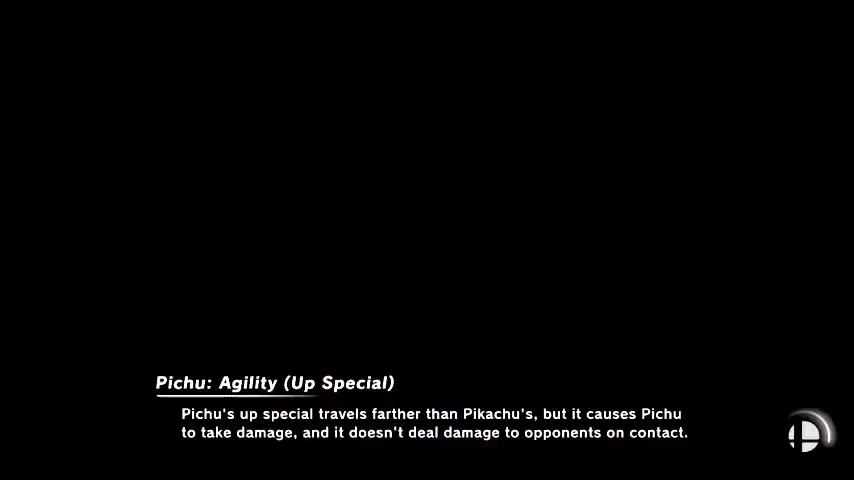 Pichu: Agility (Up Special)
Pichu's up special travels farther than Pikachu's, but it causes Pichu
to take damage, and it doesn't deal damage to opponents on contact.